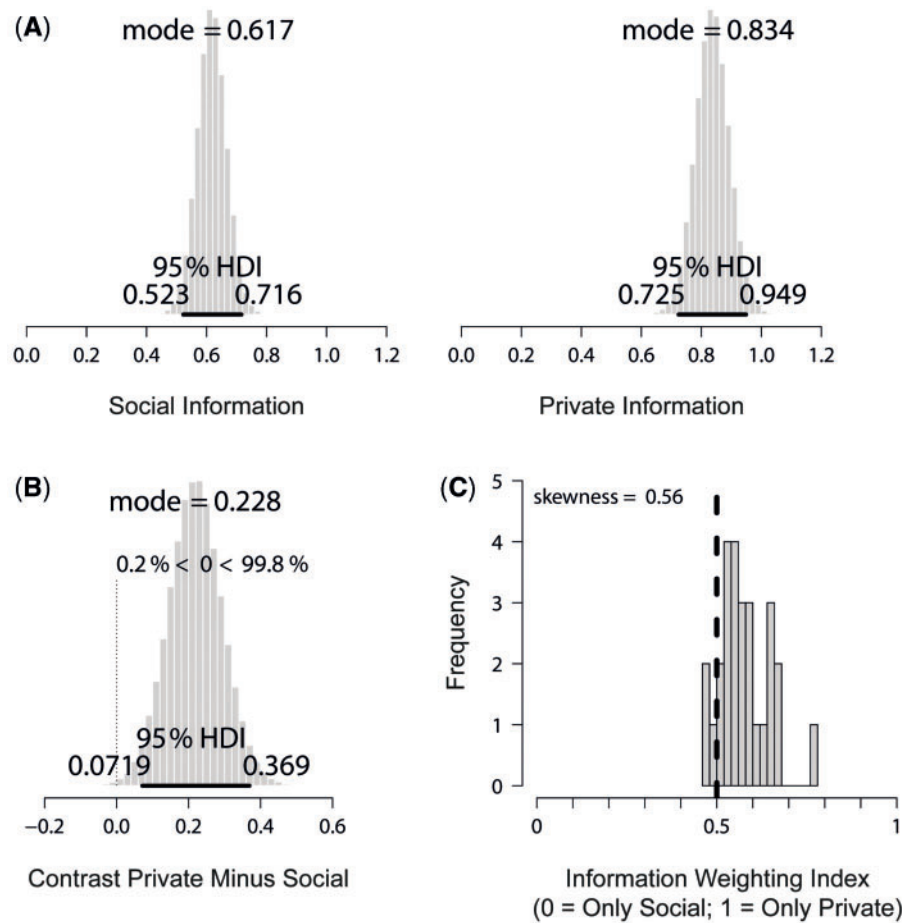 (A)
mode = 0.617
95% HDI
0.523 0.716
0.0 0.2 0.4 0.6 0.8 1.0 1.2
Social Information
mode = 0.834
95% HDI
0.725 0.949
0.0 0.2 0.4 0.6 0.8 1.0 1.2
Private Information
(B)
mode = 0.228
0.2% < 0 < 99.8%
95% HDI
0.0719 0.369
−0.2 0.0 0.2 0.4 0.6
Contrast Private Minus Social
(C)
skewness = 0.56
5
4
3
2
1
0
Frequency
0 0.5 1
Information Weighting Index
(0 = Only Social; 1 = Only Private)